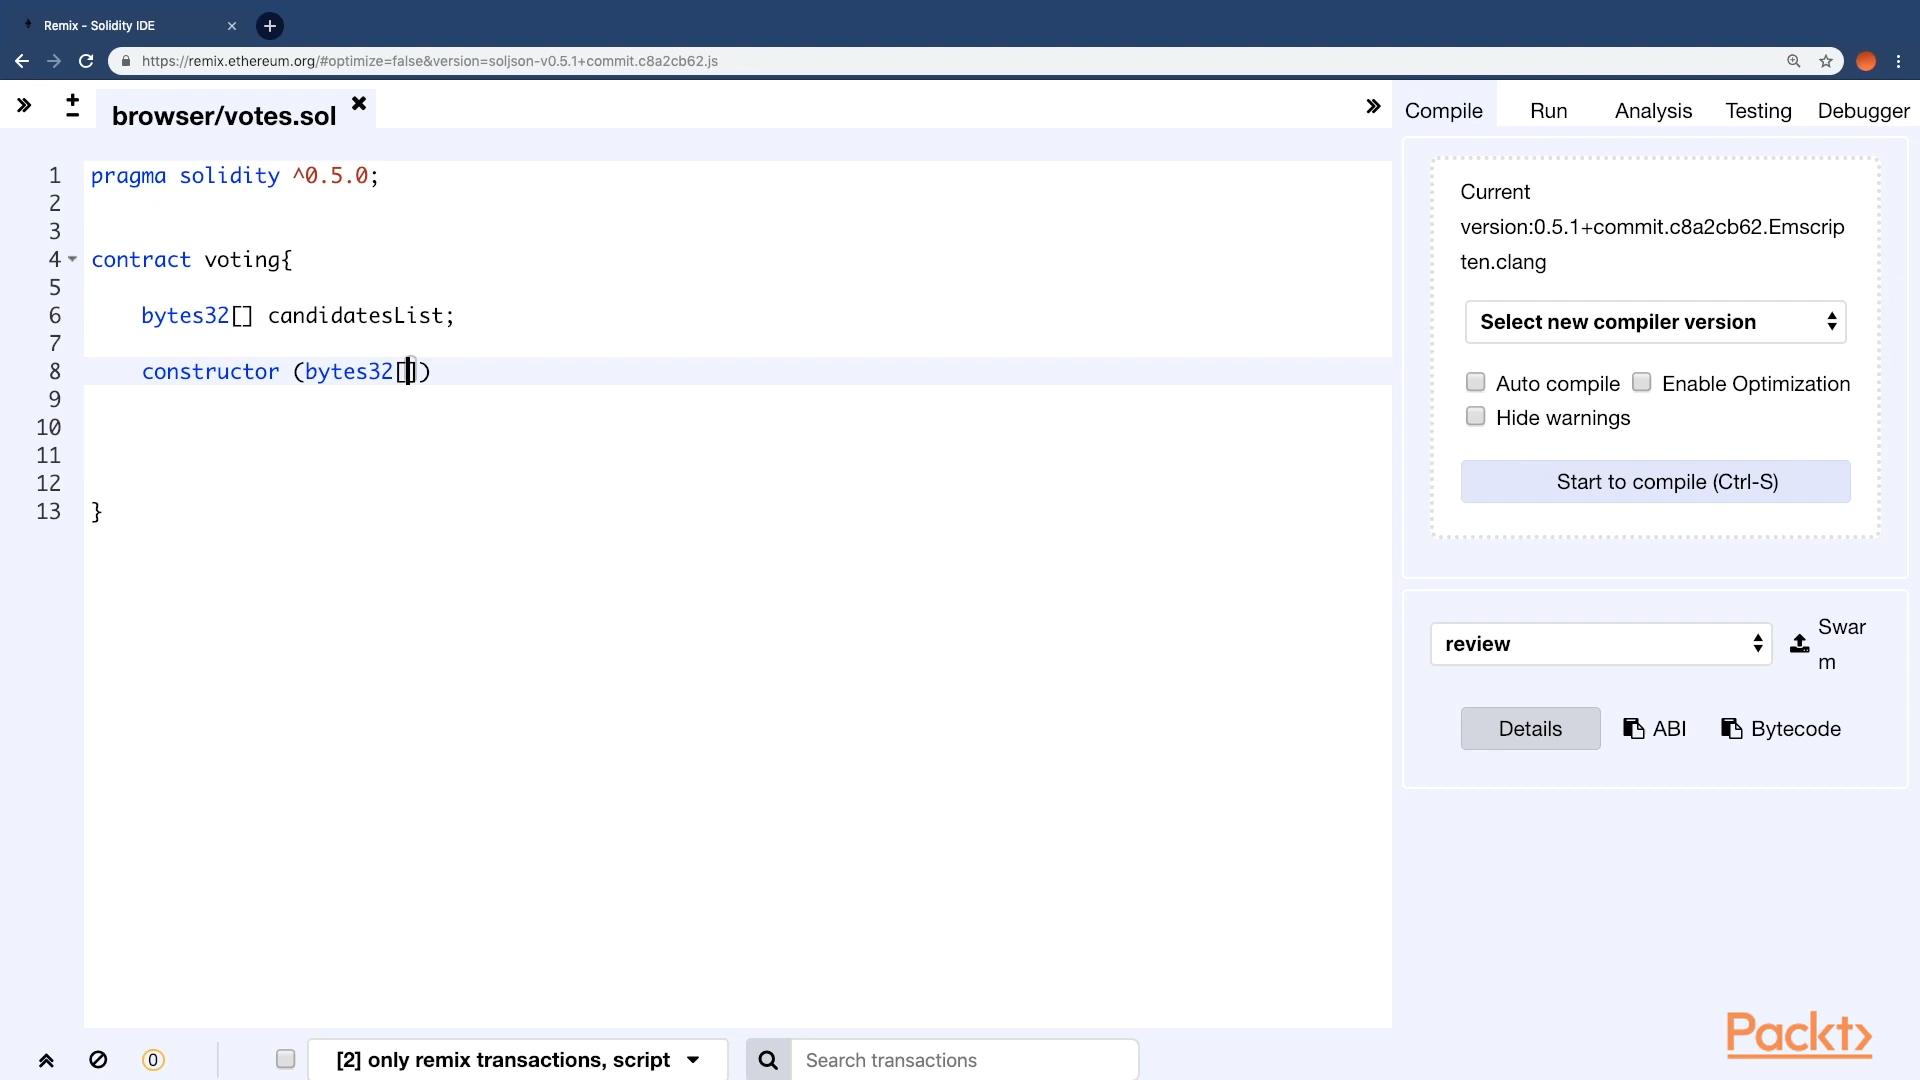 Remix - Solidity IDE
https://remix.ethereum.org/#optimize=false&version=soljson-v0.5.1+commit.c8a2cb62.js
browser/votes.sol
Compile
Run
Analysis
Testing
Debugger
1 pragma solidity ^0.5.0;
2
3
4 contract voting{
5
6 bytes32[] candidatesList;
7
8 constructor (bytes32[])
9
10
11
12
13 }
Current
version:0.5.1+commit.c8a2cb62.Emscrip
ten.clang
Select new compiler version
Auto compile
Enable Optimization
Hide warnings
Start to compile (Ctrl-S)
review
Swar
m
Details
ABI
Bytecode
0
[2] only remix transactions, script
Search transactions
Packt>